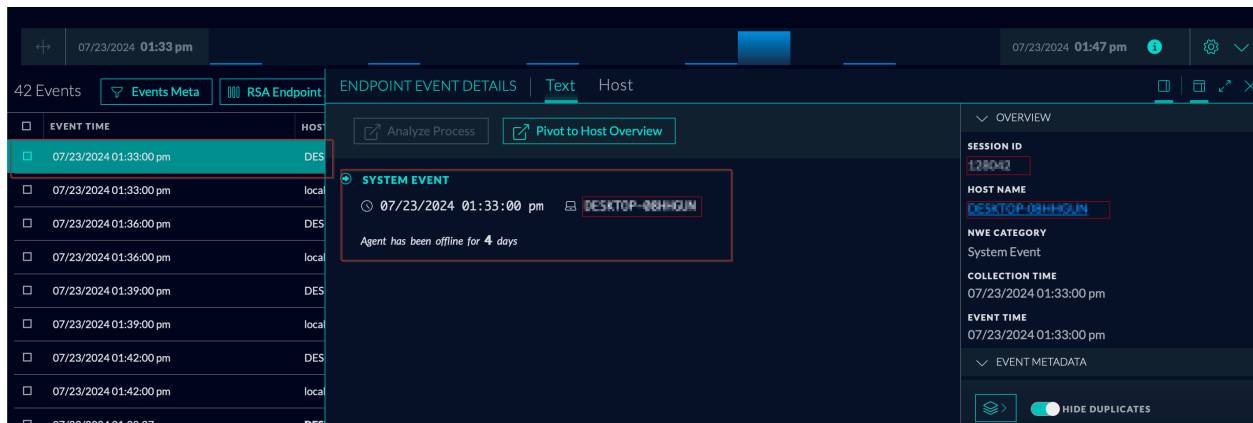 07/23/2024 01:33 pm
07/23/2024 01:47 pm
42 Events
Events Meta
RSA Endpoint
EVENT TIME
HOST
07/23/2024 01:33:00 pm
DES
07/23/2024 01:33:00 pm
local
07/23/2024 01:36:00 pm
DES
07/23/2024 01:36:00 pm
local
07/23/2024 01:39:00 pm
DES
07/23/2024 01:39:00 pm
local
07/23/2024 01:42:00 pm
DES
07/23/2024 01:42:00 pm
local
ENDPOINT EVENT DETAILS
Text
Host
Analyze Process
Pivot to Host Overview
SYSTEM EVENT
07/23/2024 01:33:00 pm
Agent has been offline for 4 days
OVERVIEW
SESSION ID
HOST NAME
NWE CATEGORY
System Event
COLLECTION TIME
07/23/2024 01:33:00 pm
EVENT TIME
07/23/2024 01:33:00 pm
EVENT METADATA
HIDE DUPLICATES